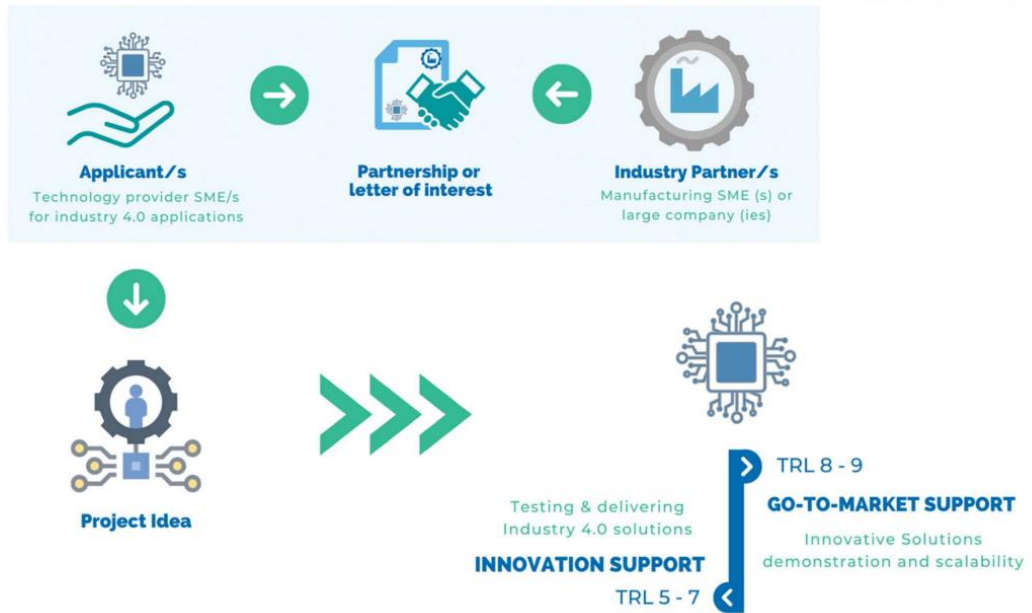 Applicant/s
Technology provider SME/s
for industry 4.0 applications
Partnership or
letter of interest
Industry Partner/s
Manufacturing SME (s) or
large company (ies)
Project Idea
Testing & delivering
Industry 4.0 solutions
INNOVATION SUPPORT
TRL 5 - 7
TRL 8 - 9
GO-TO-MARKET SUPPORT
Innovative Solutions
demonstration and scalability